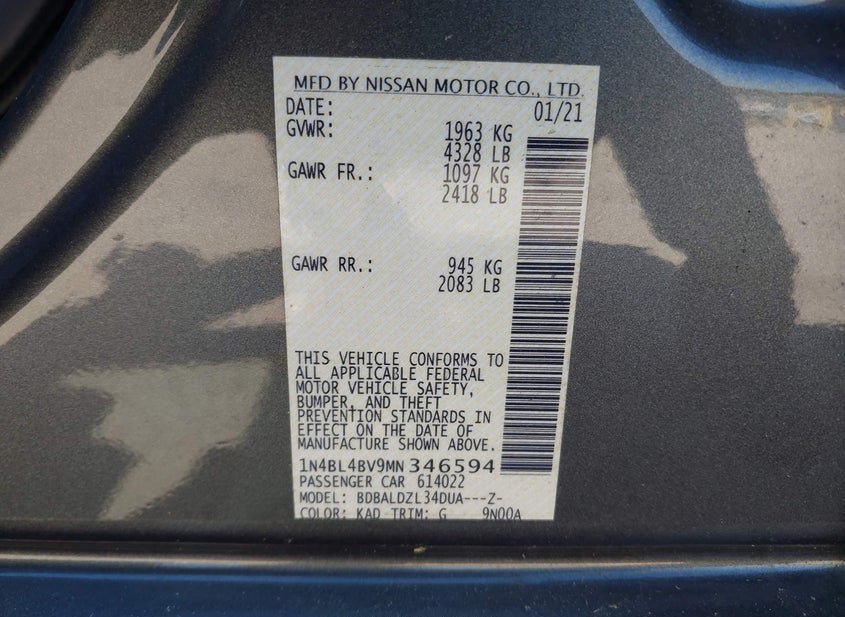 MFD BY NISSAN MOTOR CO., LTD.
DATE: 01/21
GVWR: 1963 KG
4328 LB
GAWR FR.: 1097 KG
2418 LB
GAWR RR.: 945 KG
2083 LB
THIS VEHICLE CONFORMS TO
ALL APPLICABLE FEDERAL
MOTOR VEHICLE SAFETY,
BUMPER, AND THEFT
PREVENTION STANDARDS IN
EFFECT ON THE DATE OF
MANUFACTURE SHOWN ABOVE.
1N4BL4BV9MN346594
PASSENGER CAR 614022
MODEL: BDBALDZL34DUA---Z-
COLOR: KAD TRIM: G 9N00A